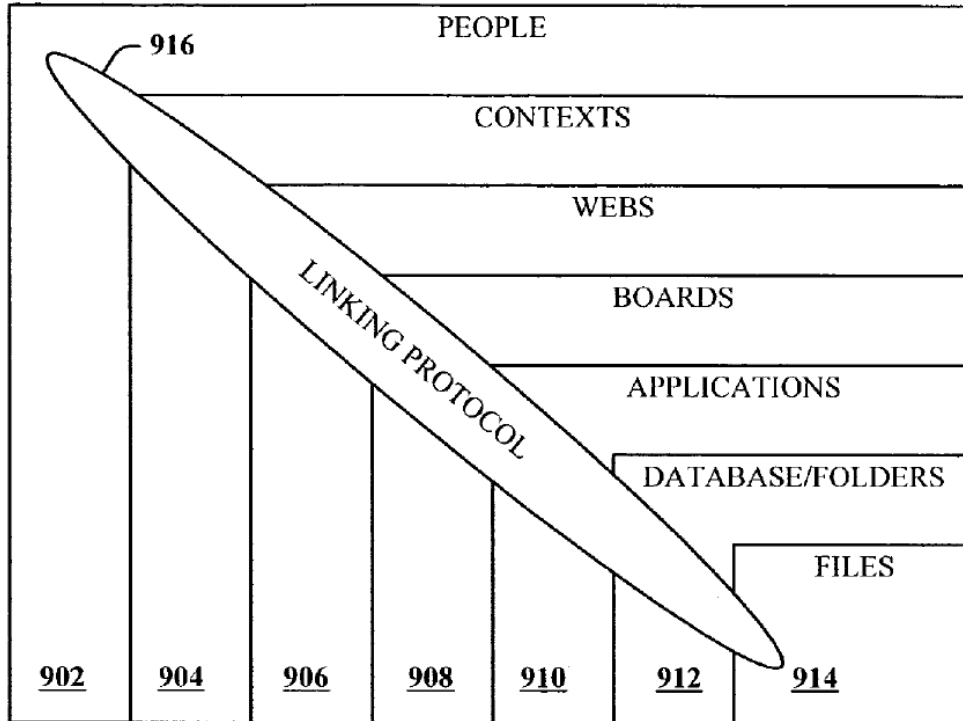 PEOPLE
916
CONTEXTS
WEBS
BOARDS
LINKING PROTOCOL
APPLICATIONS
DATABASE/FOLDERS
FILES
902 904 906 908 910 912 914